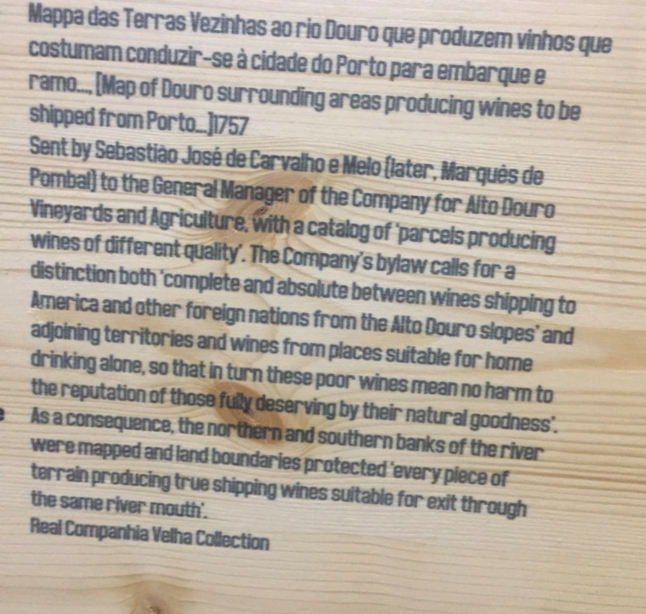 Mappa das Terras Vezinhas ao rio Douro que produzem vinhos que
costumam conduzir-se à cidade do Porto para embarque e
ramo..., [Map of Douro surrounding areas producing wines to be
shipped from Porto...]1757
Sent by Sebastião José de Carvalho e Melo (later, Marquês de
Pombal) to the General Manager of the Company for Alto Douro
Vineyards and Agriculture, with a catalog of 'parcels producing
wines of different quality'. The Company's bylaw calls for a
distinction both 'complete and absolute between wines shipping to
America and other foreign nations from the Alto Douro slopes' and
adjoining territories and wines from places suitable for home
drinking alone, so that in turn these poor wines mean no harm to
the reputation of those fully deserving by their natural goodness'.
As a consequence, the northern and southern banks of the river
were mapped and land boundaries protected 'every piece of
terrain producing true shipping wines suitable for exit through
the same river mouth'.
Real Companhia Velha Collection